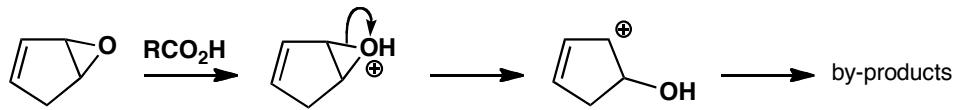 O
RCO₂H
OH
⊕
⊕
OH
by-products